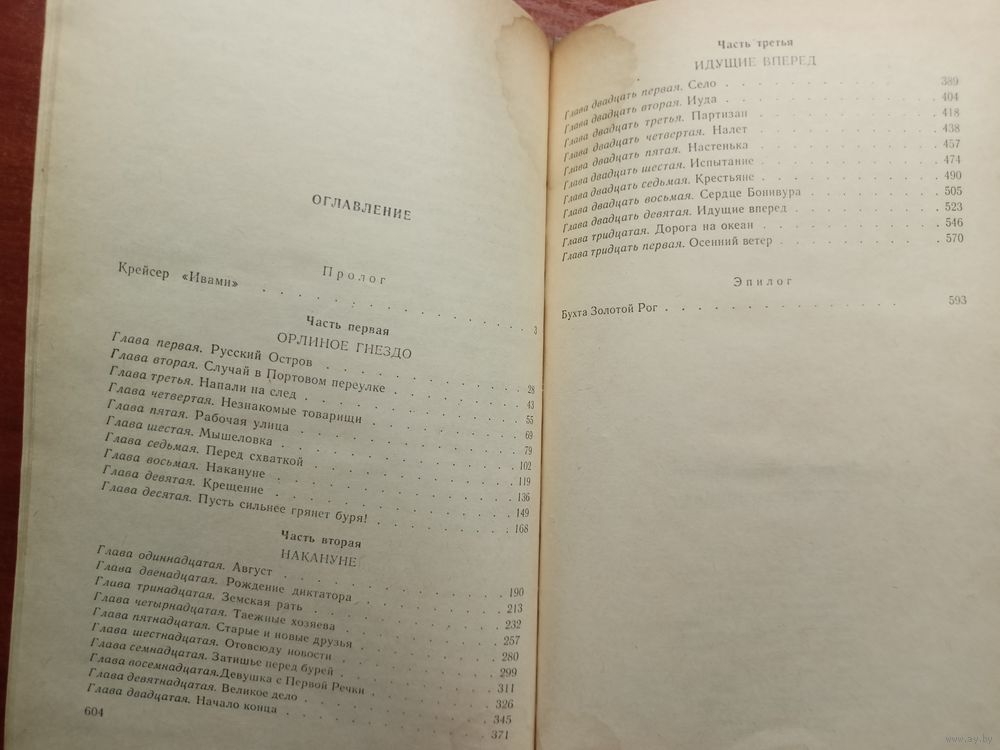 ОГЛАВЛЕНИЕ
Пролог
Крейсер «Ивами» . . . . . . . . . . . . . 3
Часть первая
ОРЛИНОЕ ГНЕЗДО
Глава первая. Русский Остров . . . . . . . . . 28
Глава вторая. Случай в Портовом переулке . . . . . . 43
Глава третья. Напали на след . . . . . . . . . 55
Глава четвертая. Незнакомые товарищи . . . . . . . 69
Глава пятая. Рабочая улица . . . . . . . . . . 79
Глава шестая. Мышеловка . . . . . . . . . . 102
Глава седьмая. Перед схваткой . . . . . . . . . 119
Глава восьмая. Накануне . . . . . . . . . . 136
Глава девятая. Крещение . . . . . . . . . . 149
Глава десятая. Пусть сильнее грянет буря! . . . . . . 168
Часть вторая
НАКАНУНЕ
Глава одиннадцатая. Август . . . . . . . . . . 190
Глава двенадцатая. Рождение диктатора . . . . . . . 213
Глава тринадцатая. Земская рать . . . . . . . . 232
Глава четырнадцатая. Таежные хозяева . . . . . . . 257
Глава пятнадцатая. Старые и новые друзья . . . . . . 280
Глава шестнадцатая. Отовсюду новости . . . . . . . 299
Глава семнадцатая. Затишье перед бурей . . . . . . . 311
Глава восемнадцатая.Девушка с Первой Речки . . . . . . 326
Глава девятнадцатая. Великое дело . . . . . . . . 345
Глава двадцатая. Начало конца . . . . . . . . . 371
604
Часть третья
ИДУЩИЕ ВПЕРЕД
Глава двадцать первая. Село . . . . . . . . . 389
Глава двадцать вторая. Иуда . . . . . . . . . 404
Глава двадцать третья. Партизан . . . . . . . . 418
Глава двадцать четвертая. Налет . . . . . . . . 438
Глава двадцать пятая. Настенька . . . . . . . . 457
Глава двадцать шестая. Испытание . . . . . . . . 474
Глава двадцать седьмая. Крестьяне . . . . . . . . 490
Глава двадцать восьмая. Сердце Бонивура . . . . . . 505
Глава двадцать девятая. Идущие вперед . . . . . . . 523
Глава тридцатая. Дорога на океан . . . . . . . . 546
Глава тридцать первая. Осенний ветер . . . . . . . 570
Эпилог
Бухта Золотой Рог . . . . . . . . . . . . 593
www.ay.by